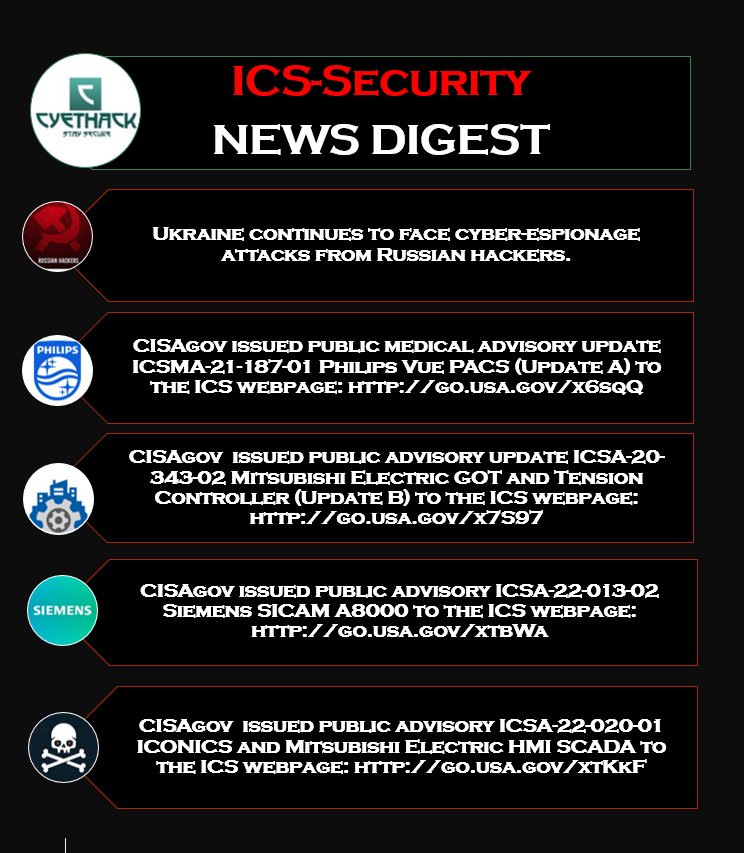 CYETHACK
STAY SECURE
ICS-Security
NEWS DIGEST
RUSSIAN HACKERS
Ukraine continues to face cyber-espionage
attacks from Russian hackers.
PHILIPS
CISAgov issued public medical advisory update
ICSMA-21-187-01 Philips Vue PACS (Update A) to
the ICS webpage: http://go.usa.gov/x6sqQ
CISAgov issued public advisory update ICSA-20-
343-02 Mitsubishi Electric GOT and Tension
Controller (Update B) to the ICS webpage:
http://go.usa.gov/x7S97
SIEMENS
CISAgov issued public advisory ICSA-22-013-02
Siemens SICAM A8000 to the ICS webpage:
http://go.usa.gov/xtbWa
CISAgov issued public advisory ICSA-22-020-01
ICONICS and Mitsubishi Electric HMI SCADA to
the ICS webpage: http://go.usa.gov/xtKkF